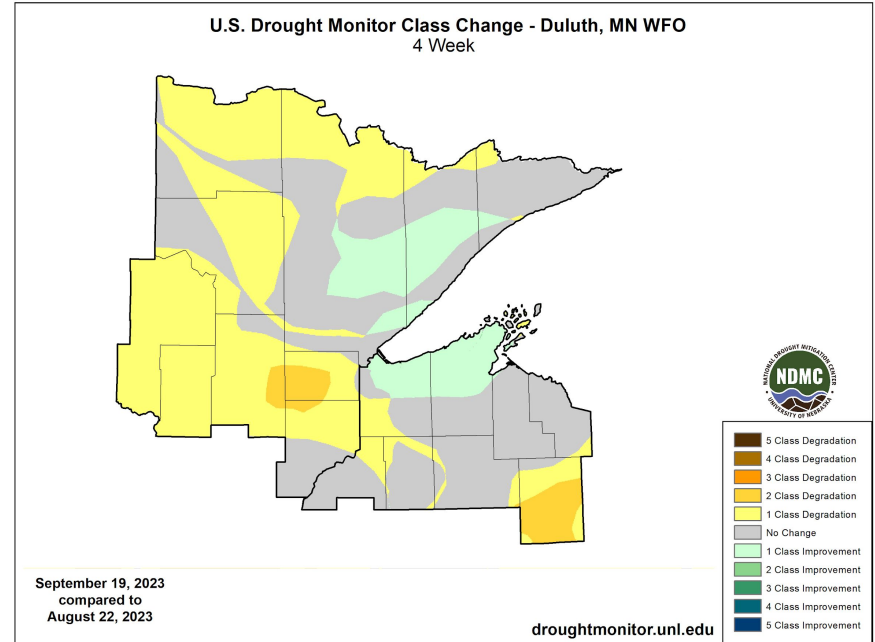 U.S. Drought Monitor Class Change - Duluth, MN WFO
4 Week
NATIONAL DROUGHT MITIGATION CENTER
NDMC
UNIVERSITY OF NEBRASKA
5 Class Degradation
4 Class Degradation
3 Class Degradation
2 Class Degradation
1 Class Degradation
No Change
1 Class Improvement
2 Class Improvement
3 Class Improvement
4 Class Improvement
5 Class Improvement
September 19, 2023
compared to
August 22, 2023
droughtmonitor.unl.edu